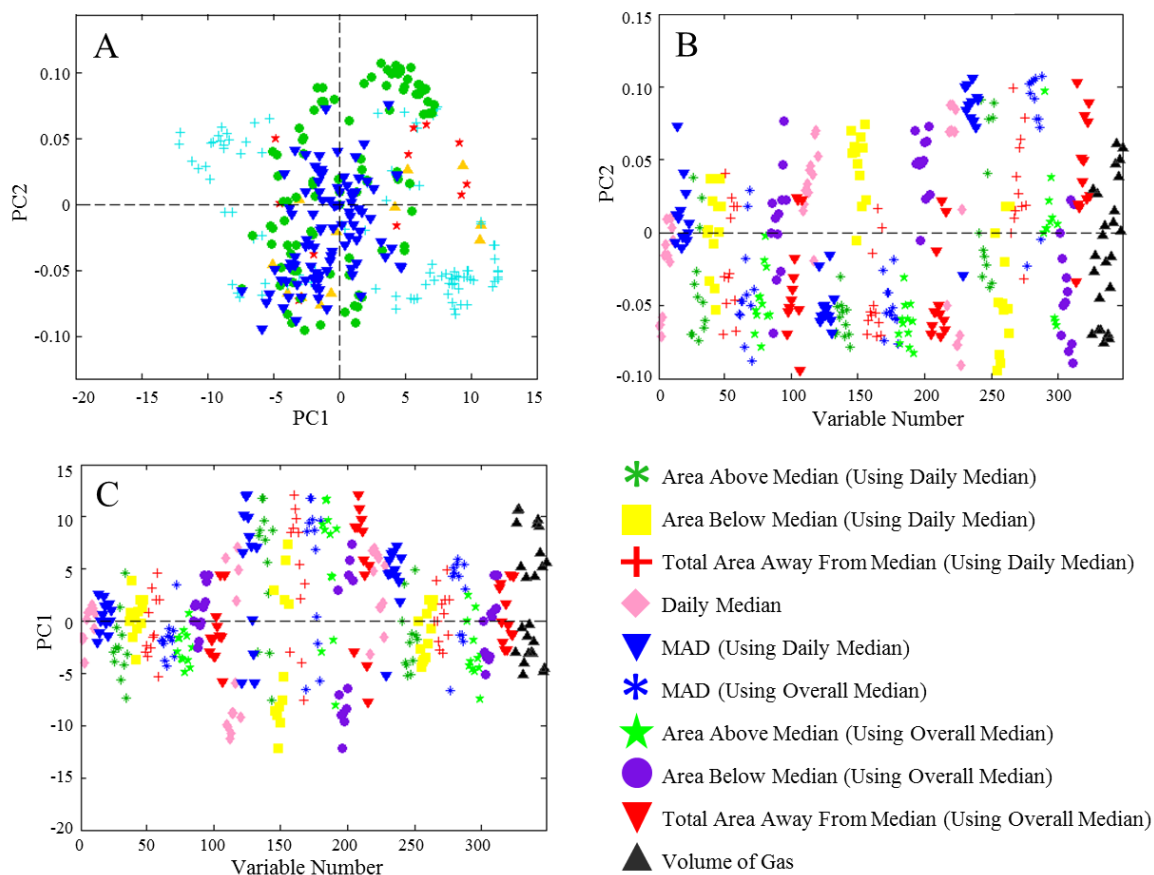 A
0.10
0.05
0
-0.05
-0.10
PC2
-20
-15
-10
-5
0
5
10
15
PC1
B
0.15
0.10
0.05
0
-0.05
-0.10
PC2
0
50
100
150
200
250
300
Variable Number
C
15
10
5
0
-5
-10
-15
-20
PC1
0
50
100
150
200
250
300
Variable Number
Area Above Median (Using Daily Median)
Area Below Median (Using Daily Median)
Total Area Away From Median (Using Daily Median)
Daily Median
MAD (Using Daily Median)
MAD (Using Overall Median)
Area Above Median (Using Overall Median)
Area Below Median (Using Overall Median)
Total Area Away From Median (Using Overall Median)
Volume of Gas